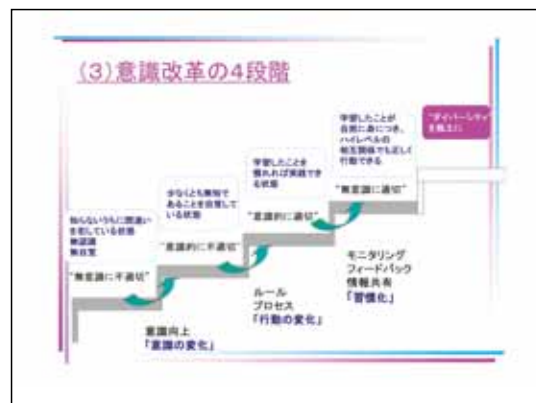 (3)意識改革の4段階
知らないうちに間違い
を犯している状態
無認識
無自覚
“無意識に不適切”
少なくとも無知で
あることを自覚して
いる状態
“意識的に不適切”
学習したことを
慣れれば実践でき
る状態
“意識的に適切”
学習したことが
自然に身につき、
ハイレベルの
相互関係でも正しく
行動できる
“無意識に適切”
“ダイバーシティ”
を風土に
意識向上
「意識の変化」
ルール
プロセス
「行動の変化」
モニタリング
フィードバック
情報共有
「習慣化」